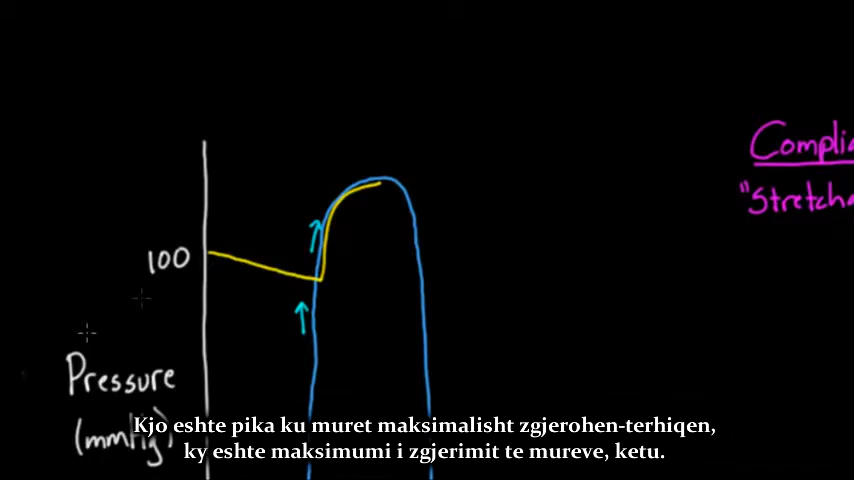 Complia
"Stretcha
100
Pressure
(mmHg)
Kjo eshte pika ku muret maksimalisht zgjerohen-terhiqen,
ky eshte maksimumi i zgjerimit te mureve, ketu.